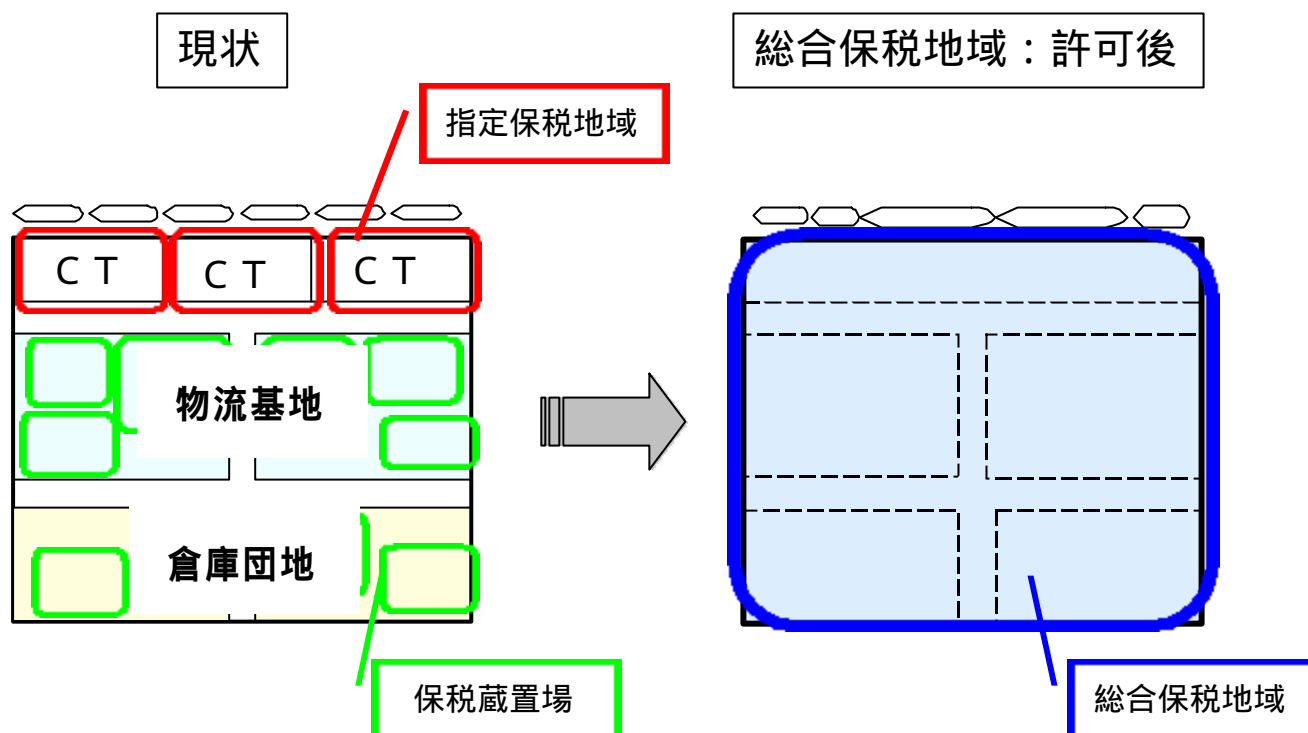 現状
総合保税地域：許可後
指定保税地域
ＣＴ
ＣＴ
ＣＴ
物流基地
倉庫団地
保税蔵置場
総合保税地域